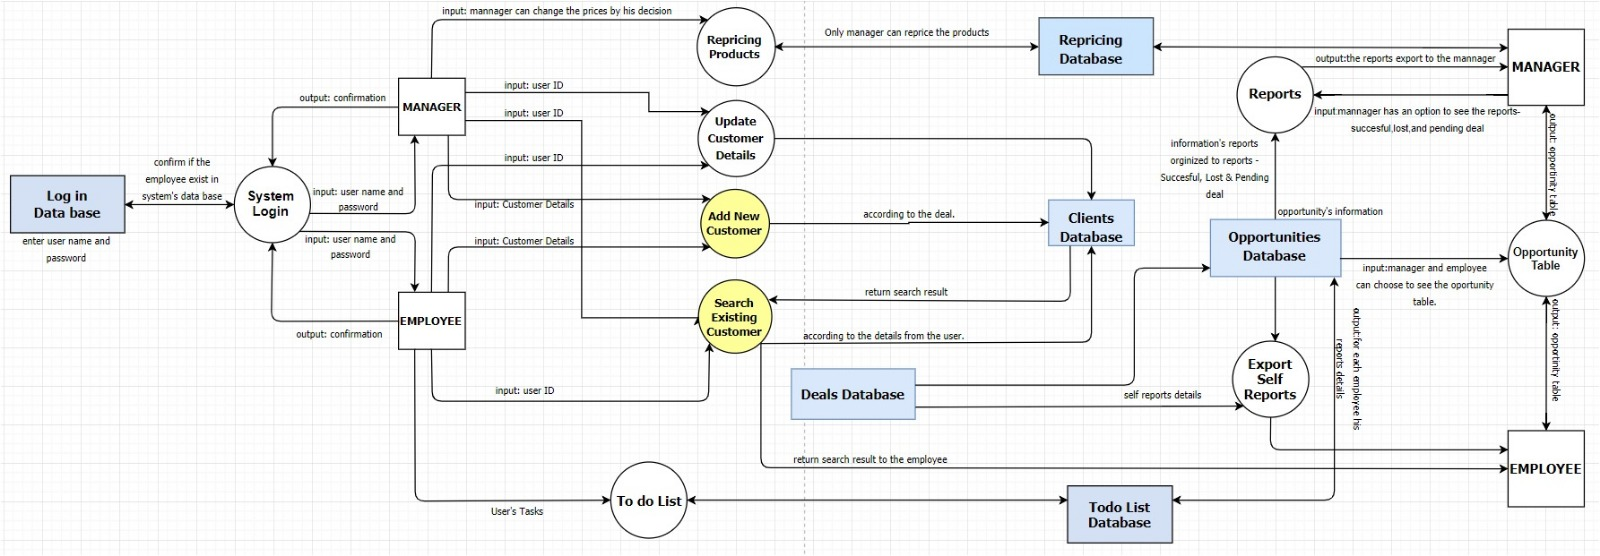 input: mannager can change the prices by his decision
Repricing
Products
Only manager can reprice the products
Repricing
Database
MANAGER
output:the reports export to the mannager
Reports
input:mannager has an option to see the reports-
succesful,lost,and pending deal
output: confirmation
MANAGER
input: user ID
input: user ID
Update
Customer
Details
output: opportinity table
information's reports
orginized to reports -
Succesful, Lost & Pending
deal
confirm if the
employee exist in
system's data base
input: user ID
Log in
Data base
System
Login
input: user name and
password
input: Customer Details
Add New
Customer
according to the deal.
Clients
Database
opportunity's information
enter user name and
password
input: user name and
password
input: Customer Details
Opportunities
Database
Opportunity
Table
input:manager and employee
can choose to see the oportunity
table.
return search result
Search
Existing
Customer
EMPLOYEE
output: confirmation
according to the details from the user.
output:for each employee his
reports details
output: opportinity table
Export
Self
Reports
input: user ID
Deals Database
self reports details
return search result to the employee
EMPLOYEE
To do List
User's Tasks
Todo List
Database